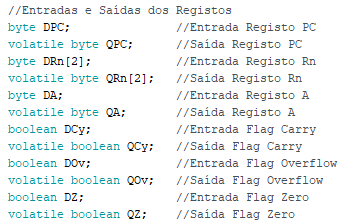 //Entradas e Saídas dos Registos
byte DPC; //Entrada Registo PC
volatile byte QPC; //Saída Registo PC
byte DRn[2]; //Entrada Registo Rn
volatile byte QRn[2]; //Saída Registo Rn
byte DA; //Entrada Registo A
volatile byte QA; //Saída Registo A
boolean DCy; //Entrada Flag Carry
volatile boolean QCy; //Saída Flag Carry
boolean DOv; //Entrada Flag Overflow
volatile boolean QOv; //Saída Flag Overflow
boolean DZ; //Entrada Flag Zero
volatile boolean QZ; //Saída Flag Zero